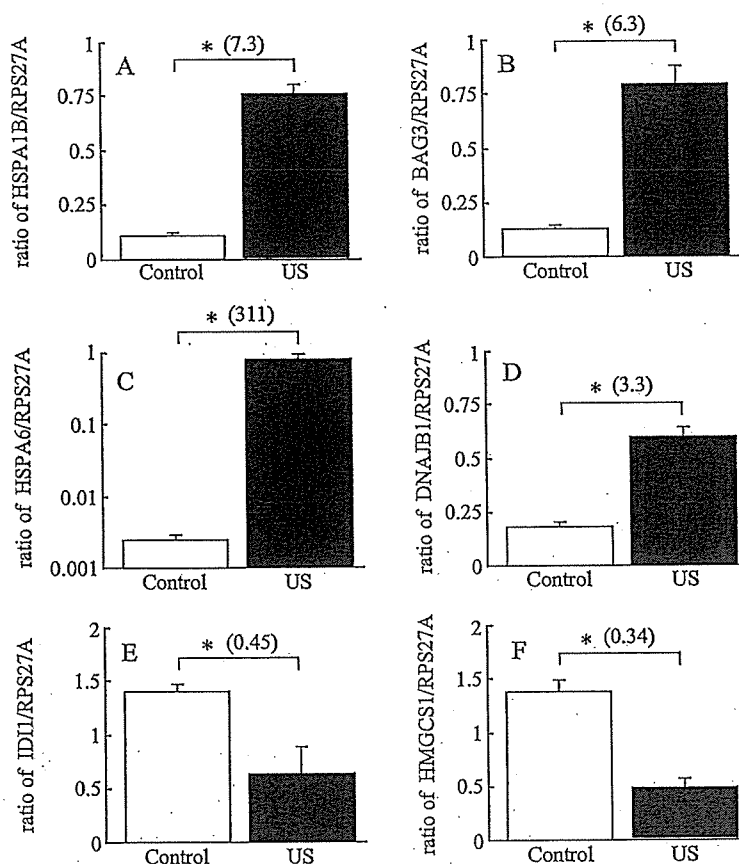 A
* (7.3)
ratio of HSPA1B/RPS27A
1
0.75
0.5
0.25
0
Control
US
B
* (6.3)
ratio of BAG3/RPS27A
1
0.75
0.5
0.25
0
Control
US
C
* (311)
ratio of HSPA6/RPS27A
1
0.1
0.01
0.001
Control
US
D
* (3.3)
ratio of DNAJB1/RPS27A
1
0.75
0.5
0.25
0
Control
US
E
* (0.45)
ratio of IDI1/RPS27A
2
1.5
1
0.5
0
Control
US
F
* (0.34)
ratio of HMGCS1/RPS27A
2
1.5
1
0.5
0
Control
US